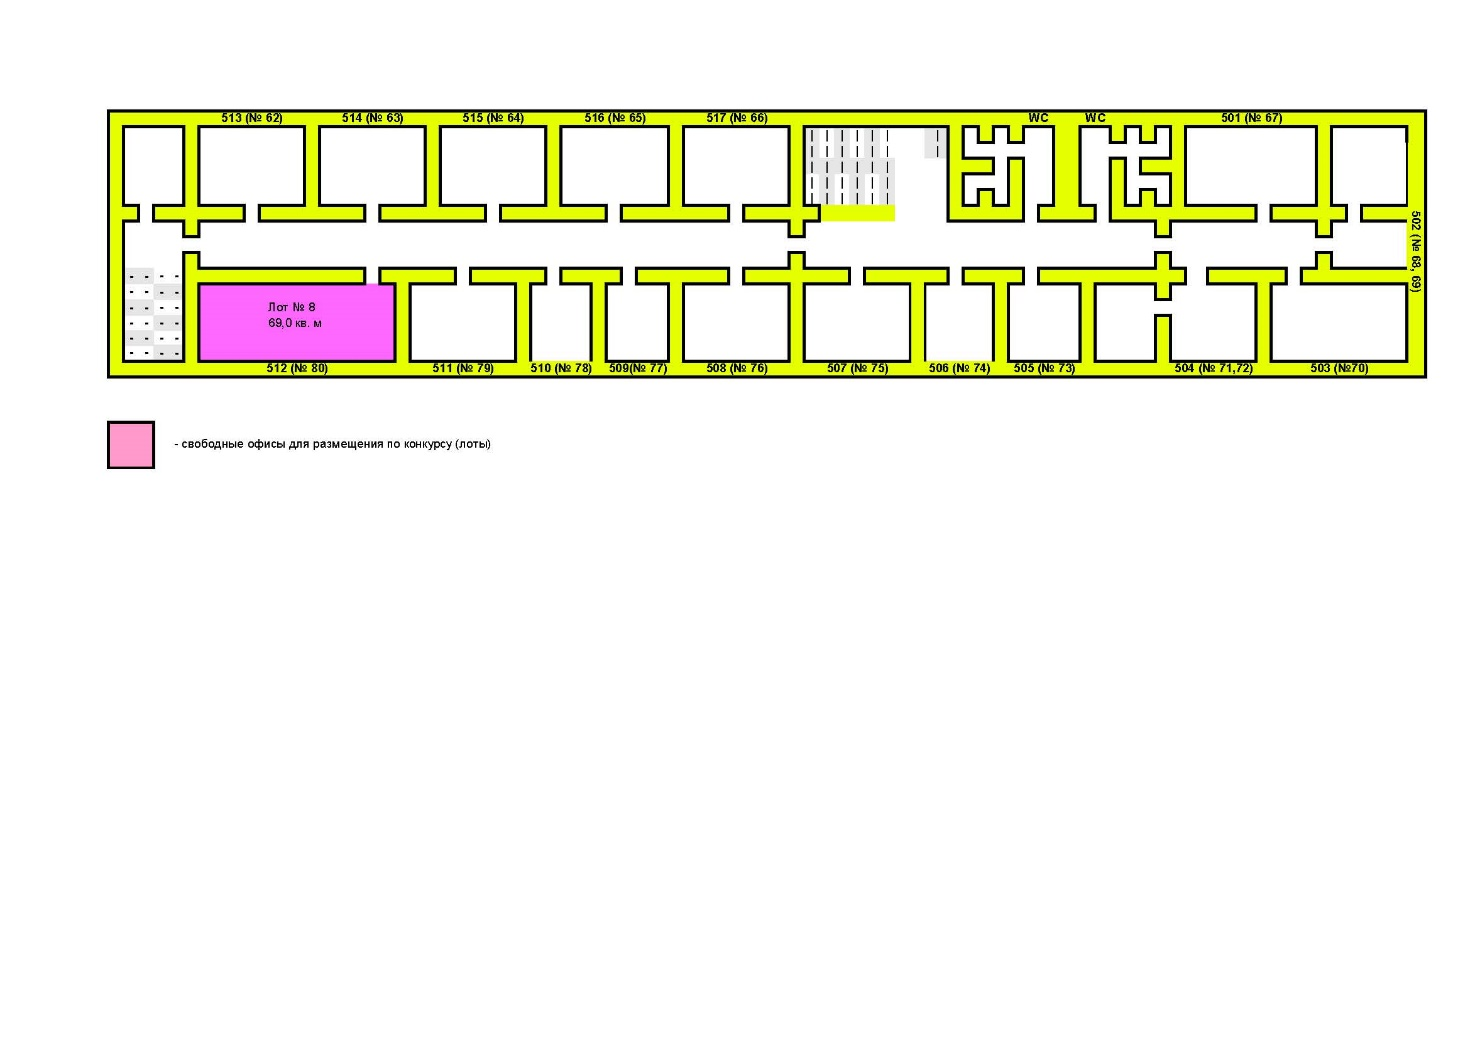 513 (№ 62)
514 (№ 63)
515 (№ 64)
516 (№ 65)
517 (№ 66)
WC
WC
501 (№ 67)
502 (№ 68, 69)
Лот № 8
69,0 кв. м
512 (№ 80)
511 (№ 79)
510 (№ 78)
509(№ 77)
508 (№ 76)
507 (№ 75)
506 (№ 74)
505 (№ 73)
504 (№ 71,72)
503 (№70)
- свободные офисы для размещения по конкурсу (лоты)